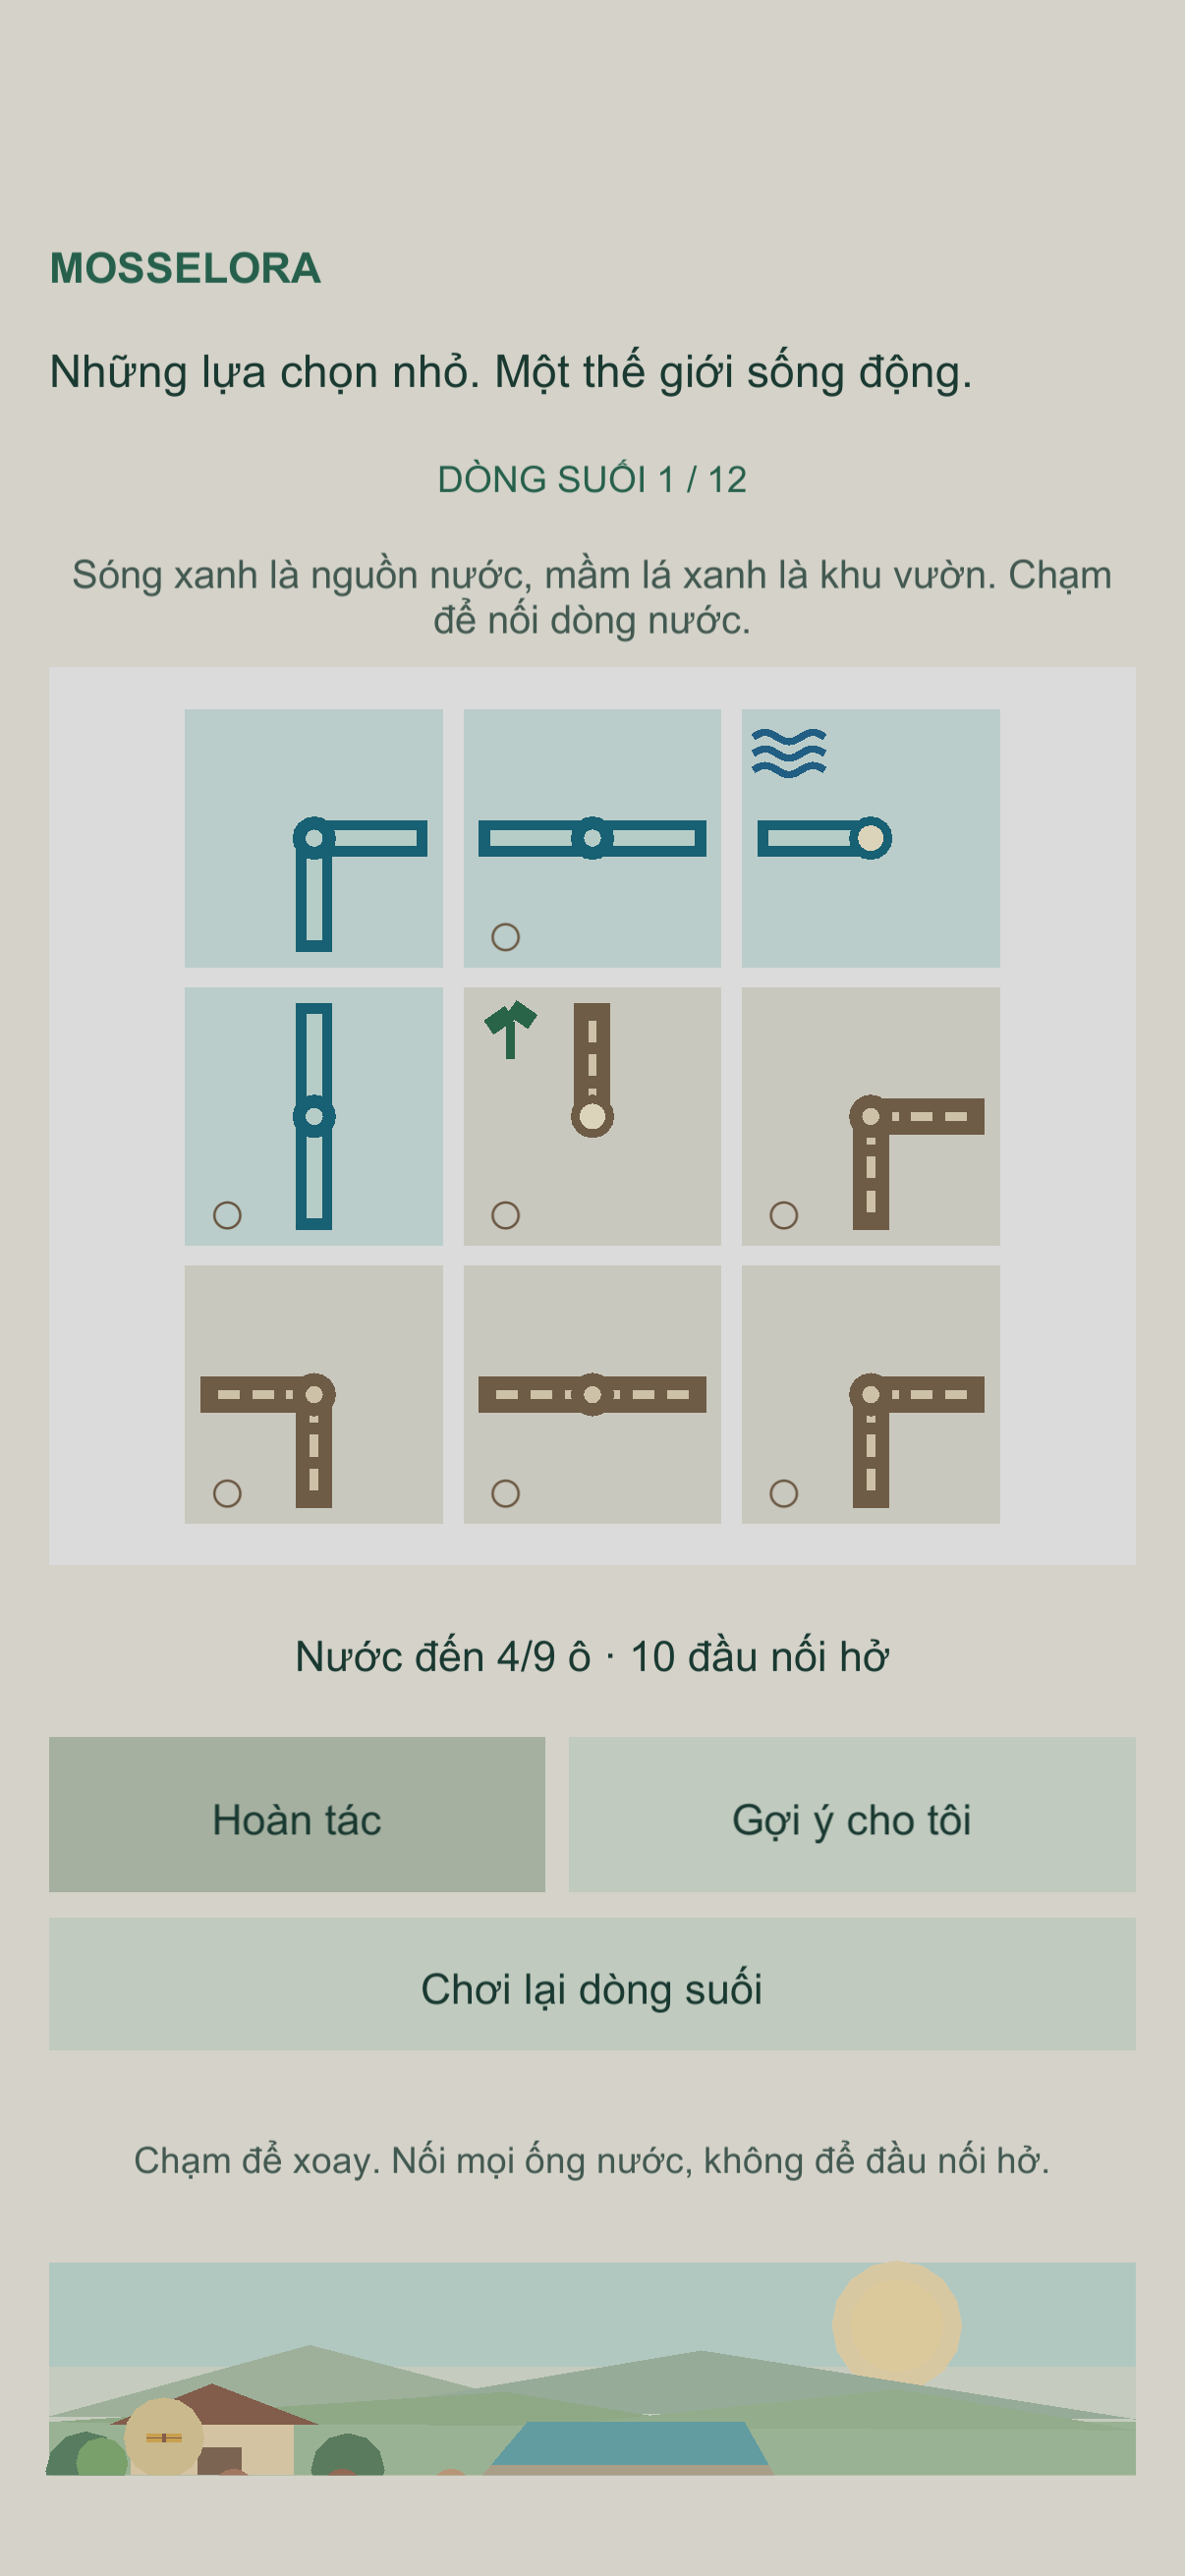 MOSSELORA
Những lựa chọn nhỏ. Một thế giới sống động.
DÒNG SUỐI 1 / 12
Sóng xanh là nguồn nước, mầm lá xanh là khu vườn. Chạm
để nối dòng nước.
Nước đến 4/9 ô · 10 đầu nối hở
Hoàn tác
Gợi ý cho tôi
Chơi lại dòng suối
Chạm để xoay. Nối mọi ống nước, không để đầu nối hở.